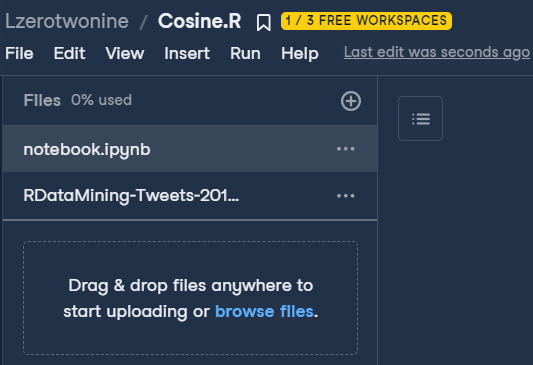 Lzerotwonine / Cosine.R 1 / 3 FREE WORKSPACES
File Edit View Insert Run Help Last edit was seconds ago
Files 0% used
notebook.ipynb
RDataMining-Tweets-201...
Drag & drop files anywhere to
start uploading or browse files.